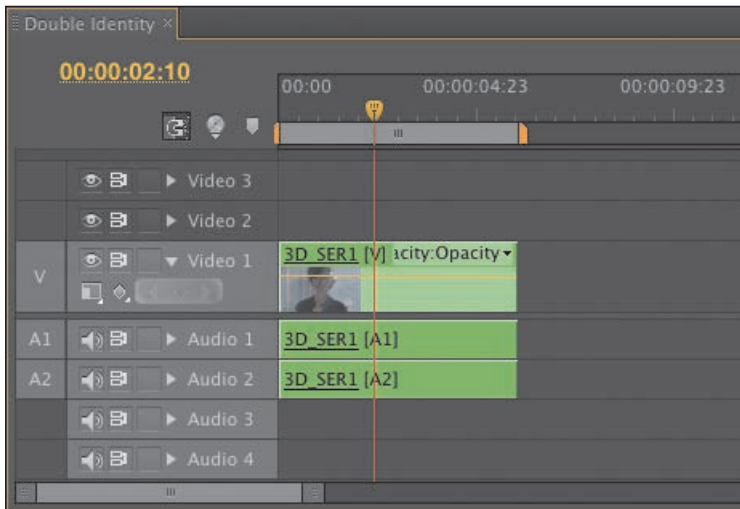 Double Identity ×
00:00:02:10
00:00 00:00:04:23 00:00:09:23
Video 3
Video 2
V Video 1 3D_SER1 [V] acity:Opacity
A1 Audio 1 3D_SER1 [A1]
A2 Audio 2 3D_SER1 [A2]
Audio 3
Audio 4